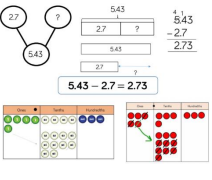 2.7
?
5.43
5.43
2.7
?
5.43
2.7
?
4 1
5.43
- 2.7
2.73
5.43 − 2.7 = 2.73
Ones
Tenths
Hundredths
Ones
Tenths
Hundredths